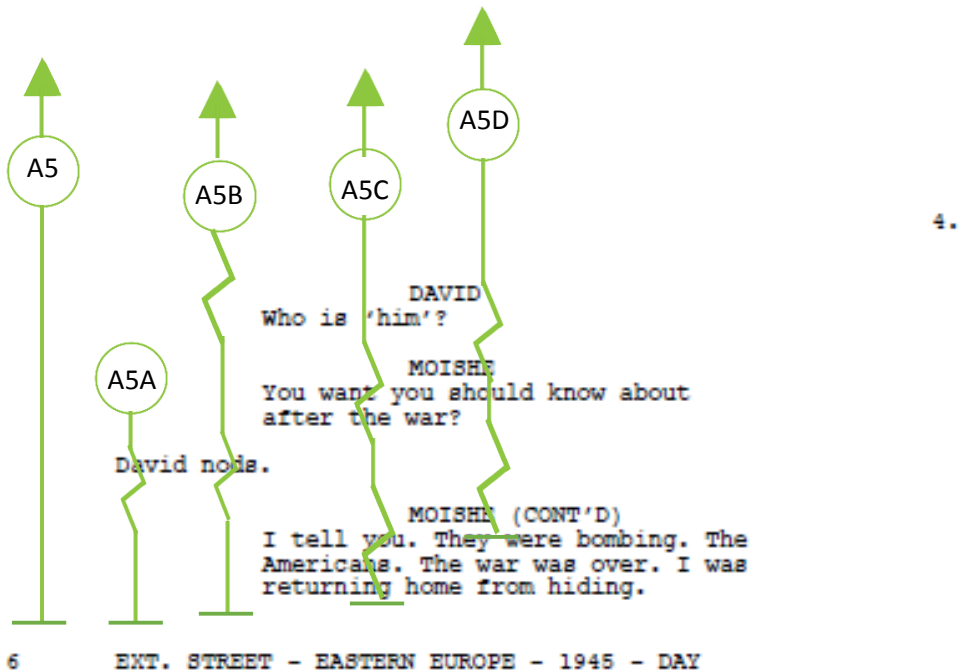 A5D
A5
A5B
A5C
4.
DAVID
Who is ‘him’?
A5A
MOISHE
You want you should know about
after the war?
David nods.
MOISHE (CONT’D)
I tell you. They were bombing. The
Americans. The war was over. I was
returning home from hiding.
6 EXT. STREET - EASTERN EUROPE - 1945 - DAY